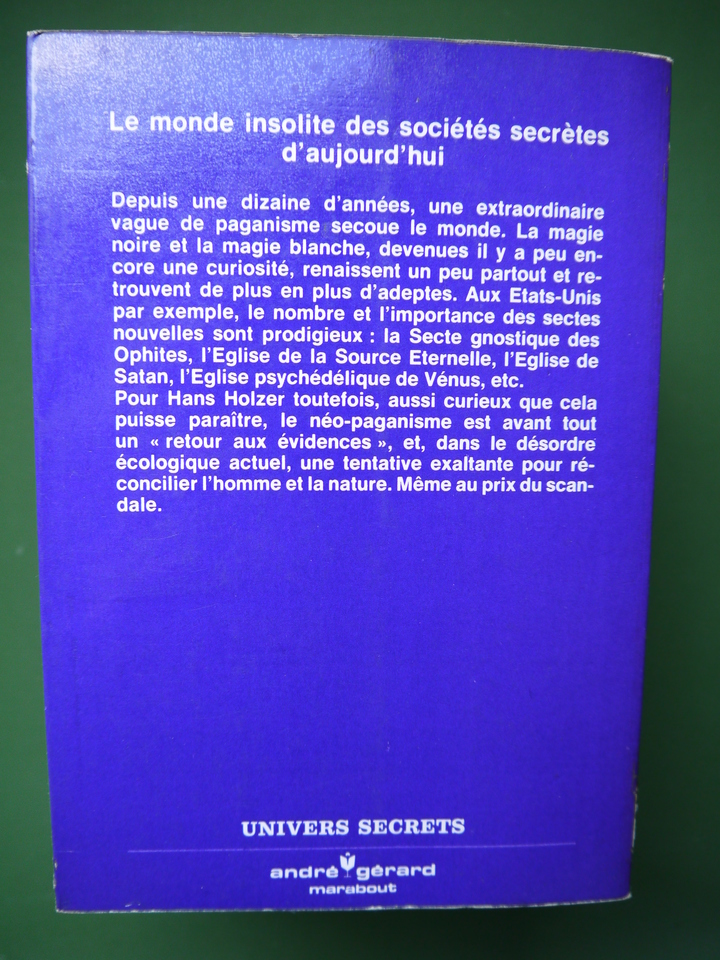 Le monde insolite des sociétés secrètes
d'aujourd'hui
Depuis une dizaine d'années, une extraordinaire
vague de paganisme secoue le monde. La magie
noire et la magie blanche, devenues il y a peu en-
core une curiosité, renaissent un peu partout et re-
trouvent de plus en plus d'adeptes. Aux Etats-Unis
par exemple, le nombre et l'importance des sectes
nouvelles sont prodigieux : la Secte gnostique des
Ophites, l'Eglise de la Source Eternelle, l'Eglise de
Satan, l'Eglise psychédélique de Vénus, etc.
Pour Hans Holzer toutefois, aussi curieux que cela
puisse paraître, le néo-paganisme est avant tout
un « retour aux évidences », et, dans le désordre
écologique actuel, une tentative exaltante pour ré-
concilier l'homme et la nature. Même au prix du scan-
dale.
UNIVERS SECRETS
andré gérard
marabout